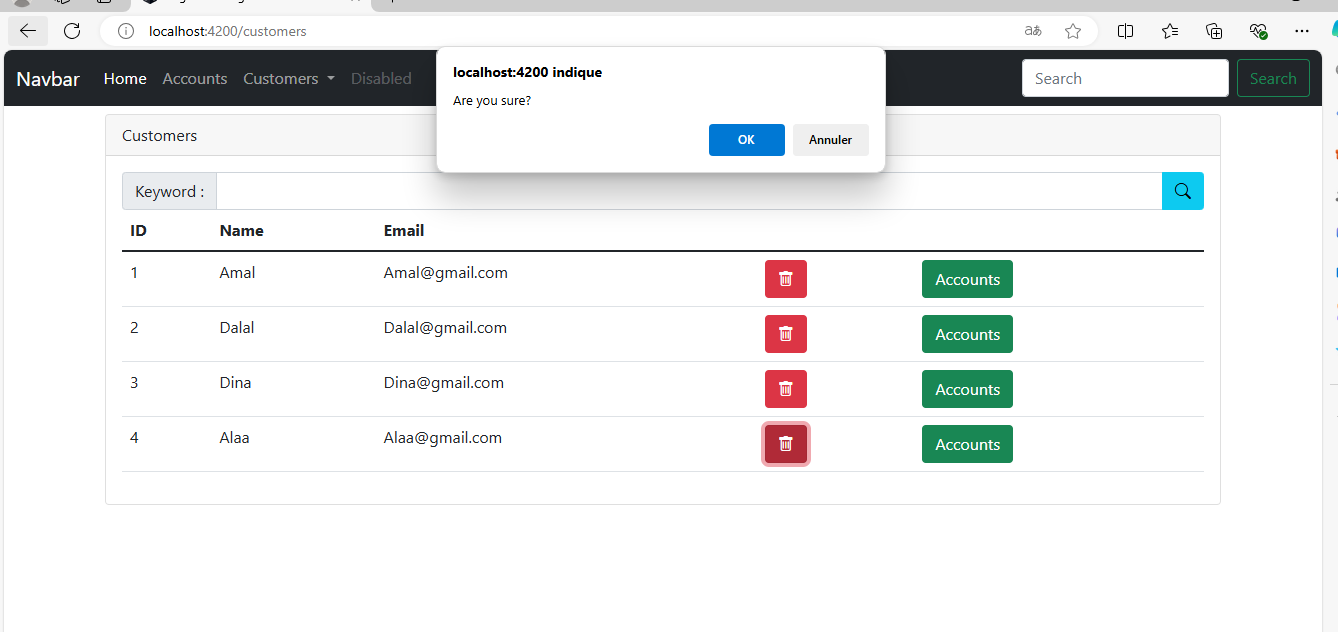 localhost:4200/customers
Navbar Home Accounts Customers Disabled Search Search
localhost:4200 indique
Are you sure?
OK Annuler
Customers
Keyword :
ID Name Email
1 Amal Amal@gmail.com Accounts
2 Dalal Dalal@gmail.com Accounts
3 Dina Dina@gmail.com Accounts
4 Alaa Alaa@gmail.com Accounts